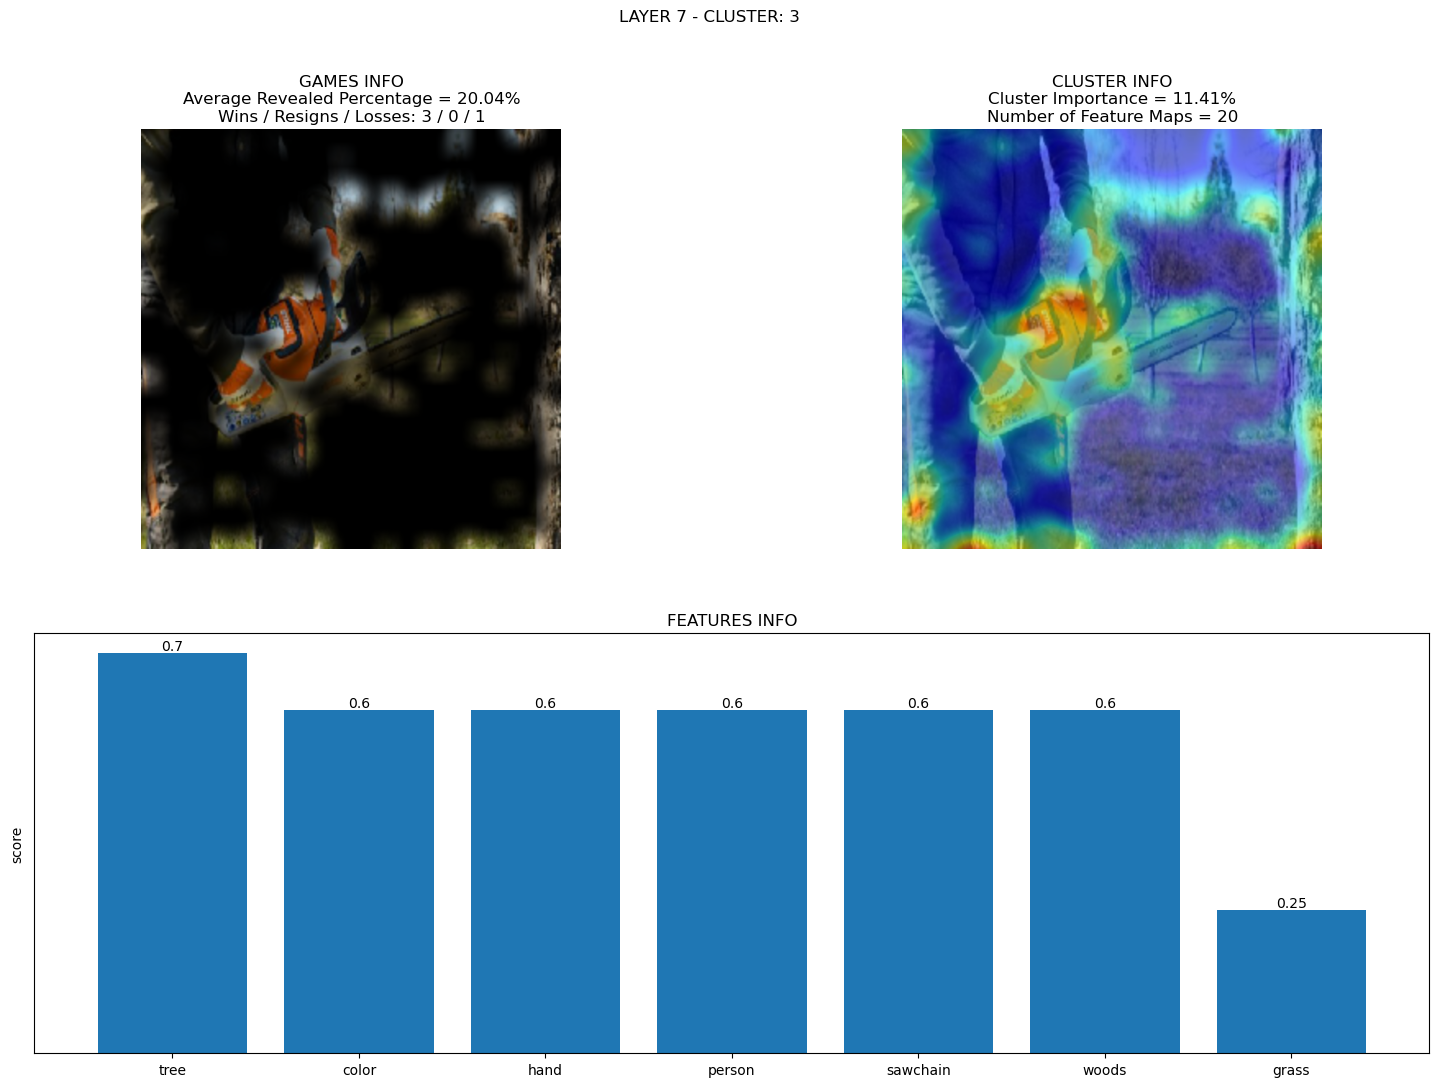 LAYER 7 - CLUSTER: 3
GAMES INFO
Average Revealed Percentage = 20.04%
Wins / Resigns / Losses: 3 / 0 / 1
CLUSTER INFO
Cluster Importance = 11.41%
Number of Feature Maps = 20
FEATURES INFO
score
0.7
0.6
0.6
0.6
0.6
0.6
0.25
tree
color
hand
person
sawchain
woods
grass